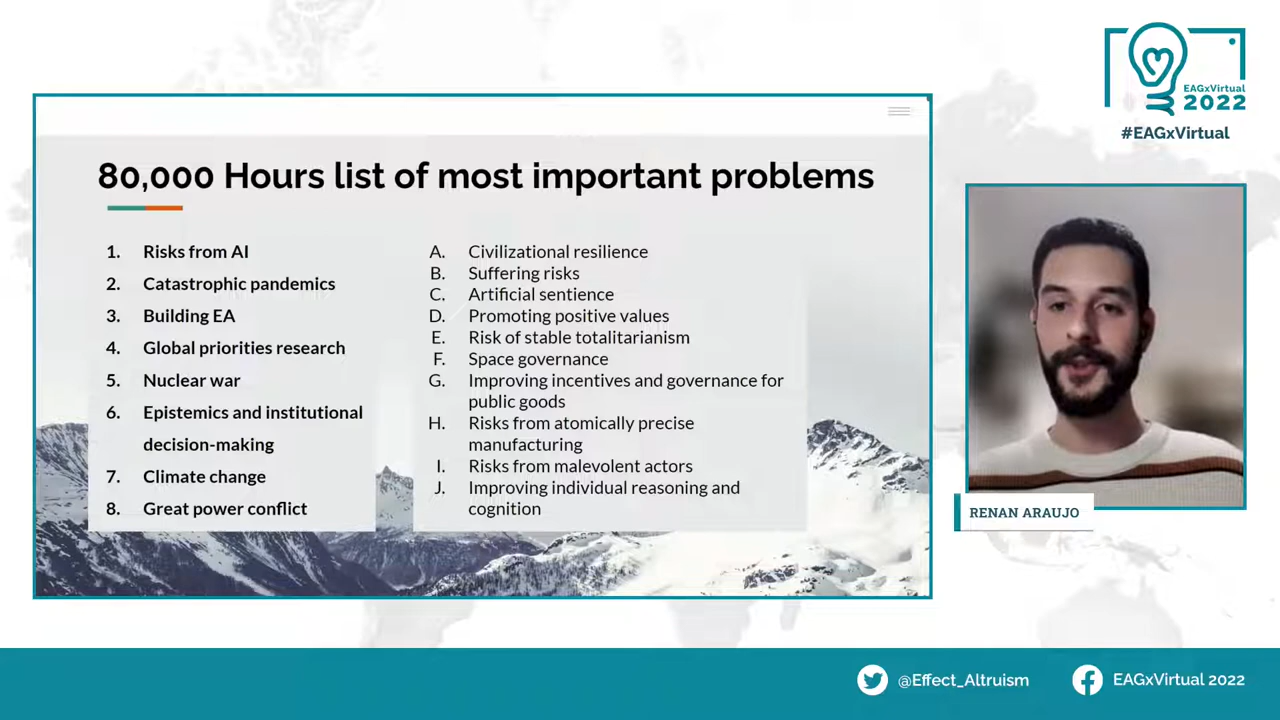 EAGxVirtual
2022
#EAGxVirtual
80,000 Hours list of most important problems
1. Risks from AI
2. Catastrophic pandemics
3. Building EA
4. Global priorities research
5. Nuclear war
6. Epistemics and institutional
decision-making
7. Climate change
8. Great power conflict
A. Civilizational resilience
B. Suffering risks
C. Artificial sentience
D. Promoting positive values
E. Risk of stable totalitarianism
F. Space governance
G. Improving incentives and governance for
public goods
H. Risks from atomically precise
manufacturing
I. Risks from malevolent actors
J. Improving individual reasoning and
cognition
RENAN ARAUJO
@Effect_Altruism
EAGxVirtual 2022